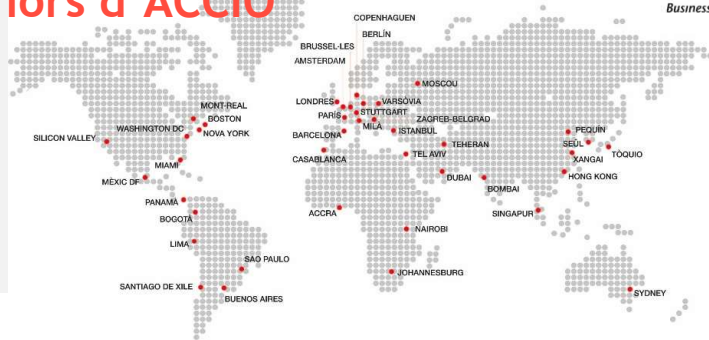 lors d'ACCIÓ
Business
COPENHAGUEN
BERLÍN
BRUSSEL·LES
AMSTERDAM
MOSCOU
LONDRES
VARSÒVIA
MONT-REAL
BOSTON
PARÍS
STUTTGART
ZAGREB-BELGRAD
WASHINGTON DC
NOVA YORK
MILÀ
ISTANBUL
PEQUÍN
SILICON VALLEY
BARCELONA
TEHERAN
SEÜL
TÒQUIO
CASABLANCA
TEL AVIV
XANGAI
MIAMI
MÈXIC DF
DUBAI
HONG KONG
BOMBAI
PANAMÀ
ACCRA
SINGAPUR
BOGOTÀ
NAIROBI
LIMA
SAO PAULO
JOHANNESBURG
SANTIAGO DE XILE
SYDNEY
BUENOS AIRES